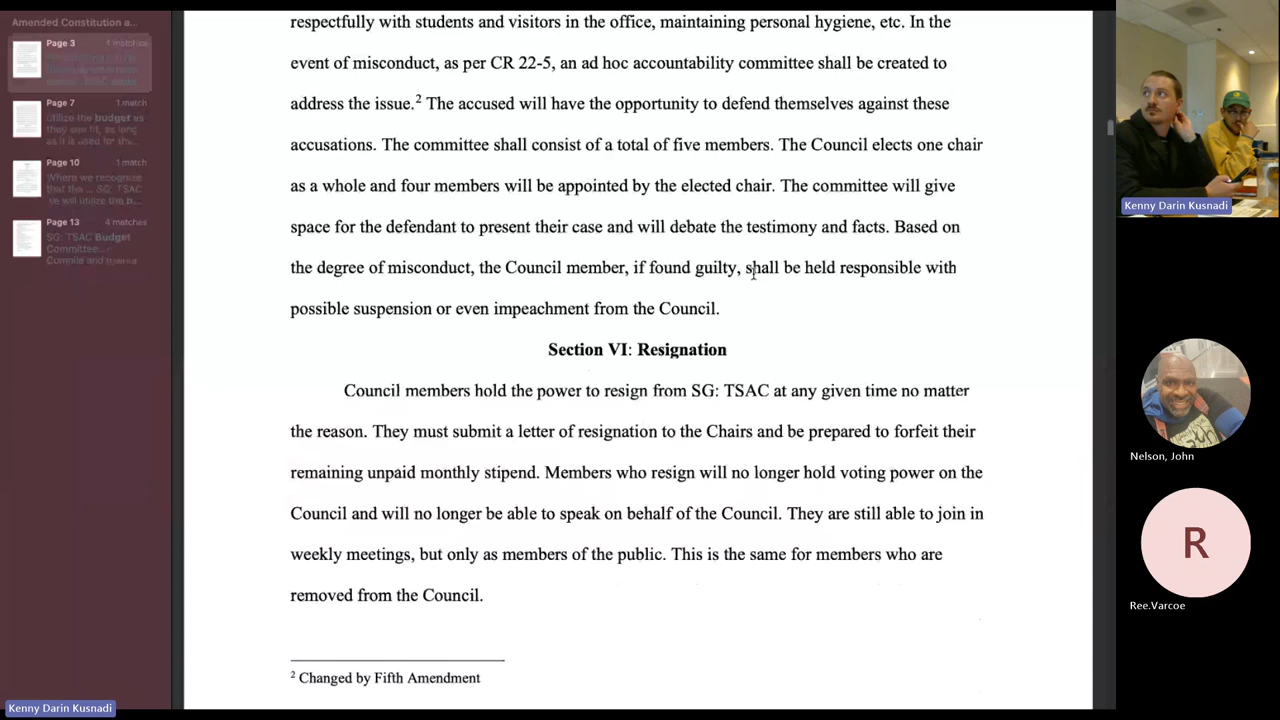 Amended Constitution a...
Page 3
4 matches
Page 7
1 match
utilize the budget as
they see fit, as long
as it is used for the...
Page 10
1 match
Where we recognize
that the ... SG: TSAC
Page 13
4 matches
SG: TSAC Budget
Committee...
respectfully with students and visitors in the office, maintaining personal hygiene, etc. In the
event of misconduct, as per CR 22-5, an ad hoc accountability committee shall be created to
address the issue.2 The accused will have the opportunity to defend themselves against these
accusations. The committee shall consist of a total of five members. The Council elects one chair
as a whole and four members will be appointed by the elected chair. The committee will give
space for the defendant to present their case and will debate the testimony and facts. Based on
the degree of misconduct, the Council member, if found guilty, shall be held responsible with
possible suspension or even impeachment from the Council.
Section VI: Resignation
Council members hold the power to resign from SG: TSAC at any given time no matter
the reason. They must submit a letter of resignation to the Chairs and be prepared to forfeit their
remaining unpaid monthly stipend. Members who resign will no longer hold voting power on the
Council and will no longer be able to speak on behalf of the Council. They are still able to join in
weekly meetings, but only as members of the public. This is the same for members who are
removed from the Council.
2 Changed by Fifth Amendment
Kenny Darin Kusnadi
Kenny Darin Kusnadi
Nelson, John
R
Ree.Varcoe